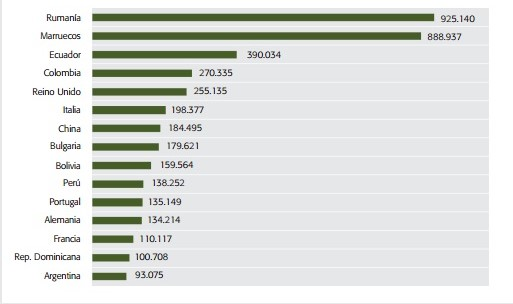 Rumanía 925.140
Marruecos 888.937
Ecuador 390.034
Colombia 270.335
Reino Unido 255.135
Italia 198.377
China 184.495
Bulgaria 179.621
Bolivia 159.564
Perú 138.252
Portugal 135.149
Alemania 134.214
Francia 110.117
Rep. Dominicana 100.708
Argentina 93.075